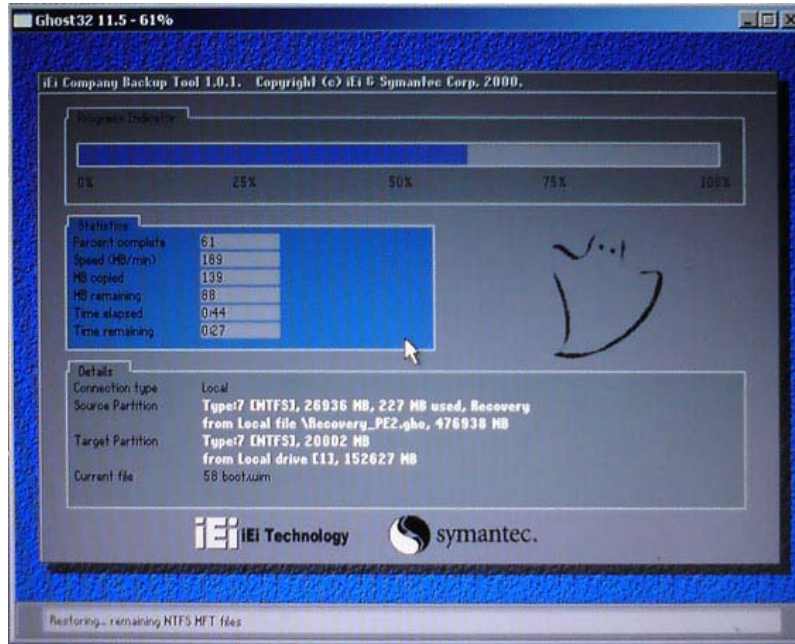 Ghost32 11.5 - 61%
iEi Company Backup Tool 1.0.1. Copyright (c) iEi & Symantec Corp. 2000.
Progress Indicator
0% 25% 50% 75% 100%
Statistics
Percent complete 61
Speed (MB/min) 189
MB copied 139
MB remaining 88
Time elapsed 0:44
Time remaining 0:27
Details
Connection type Local
Source Partition Type:7 [NTFS], 26936 MB, 227 MB used, Recovery
from Local file \Recovery_PE2.gho, 476938 MB
Target Partition Type:7 [NTFS], 20002 MB
from Local drive [1], 152627 MB
Current file 58 boot.wim
iEi iEi Technology symantec.
Restoring... remaining NTFS MFT files